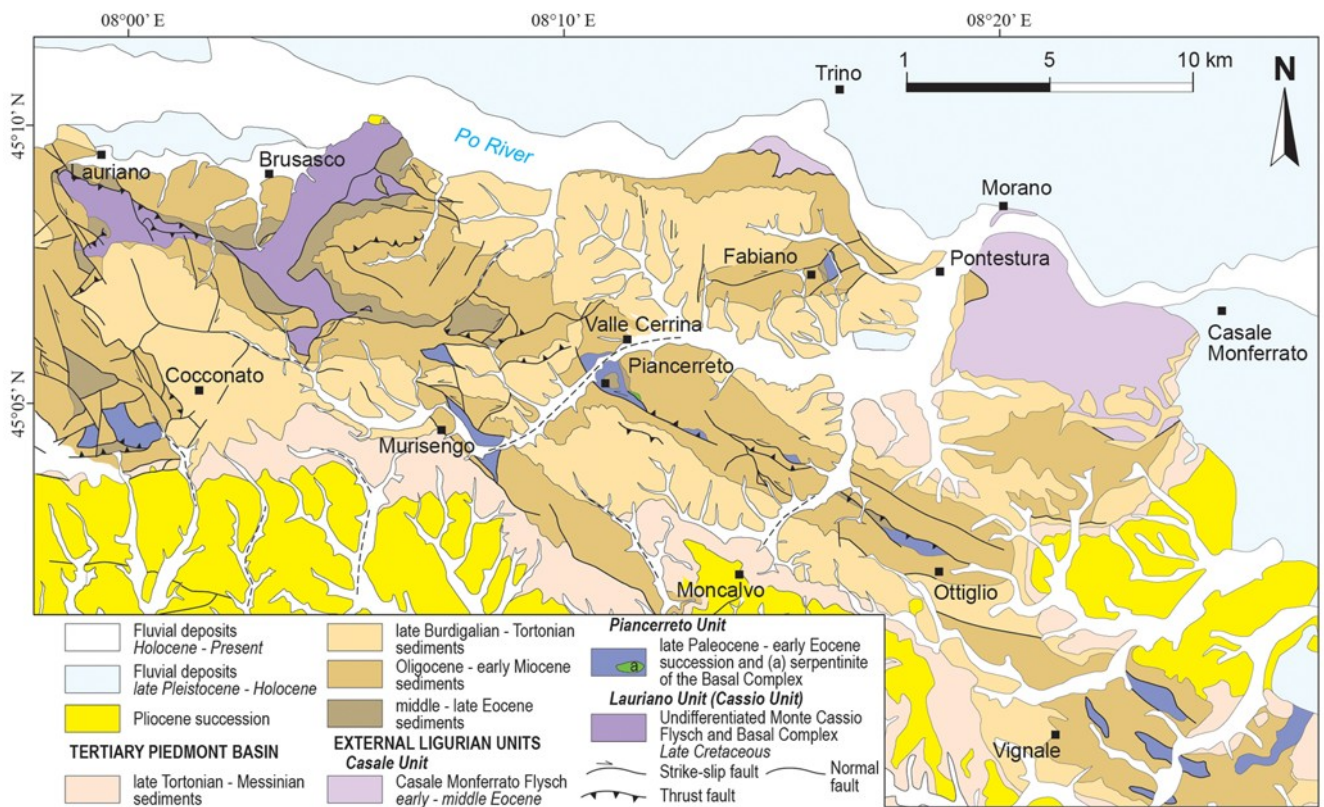 08°00' E
08°10' E
08°20' E
45°10' N
45°05' N
1
5
10 km
N
Trino
Po River
Lauriano
Brusasco
Morano
Fabiano
Pontestura
Valle Cerrina
Casale
Monferrato
Piancerreto
Cocconato
Murisengo
Moncalvo
Ottiglio
Vignale
Fluvial deposits
Holocene - Present
Fluvial deposits
late Pleistocene - Holocene
Pliocene succession
TERTIARY PIEDMONT BASIN
late Tortonian - Messinian
sediments
late Burdigalian - Tortonian
sediments
Oligocene - early Miocene
sediments
middle - late Eocene
sediments
EXTERNAL LIGURIAN UNITS
Casale Unit
Casale Monferrato Flysch
early - middle Eocene
Piancerreto Unit
a
late Paleocene - early Eocene
succession and (a) serpentinite
of the Basal Complex
Lauriano Unit (Cassio Unit)
Undifferentiated Monte Cassio
Flysch and Basal Complex
Late Cretaceous
Strike-slip fault
Normal
fault
Thrust fault